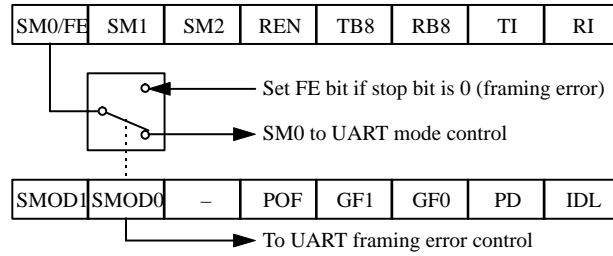 SM0/FE SM1 SM2 REN TB8 RB8 TI RI
Set FE bit if stop bit is 0 (framing error)
SM0 to UART mode control
SMOD1 SMOD0 – POF GF1 GF0 PD IDL
To UART framing error control